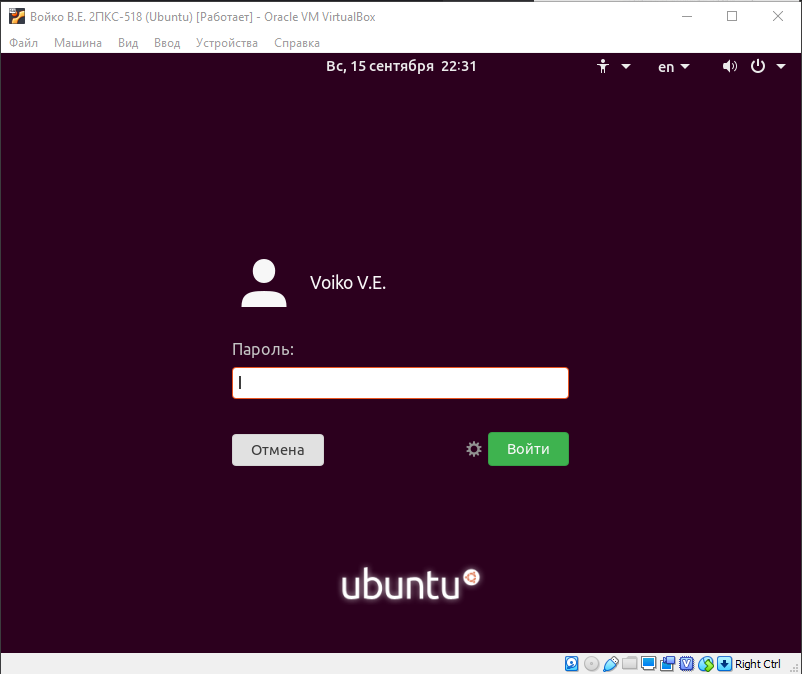 Войко В.Е. 2ПКС-518 (Ubuntu) [Работает] - Oracle VM VirtualBox
Файл Машина Вид Ввод Устройства Справка
Вс, 15 сентября 22:31 en
Voiko V.E.
Пароль:
Отмена Войти
ubuntu
Right Ctrl